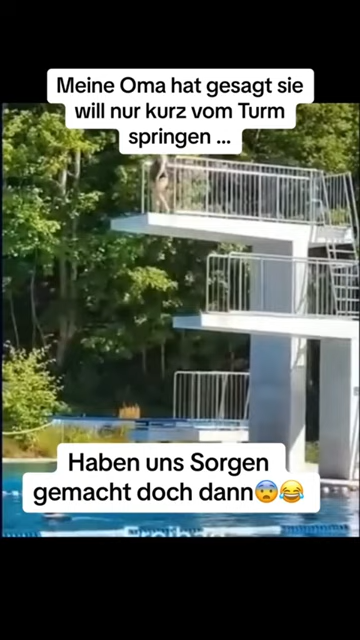 Meine Oma hat gesagt sie
will nur kurz vom Turm
springen ...
Haben uns Sorgen
gemacht doch dann😨😂